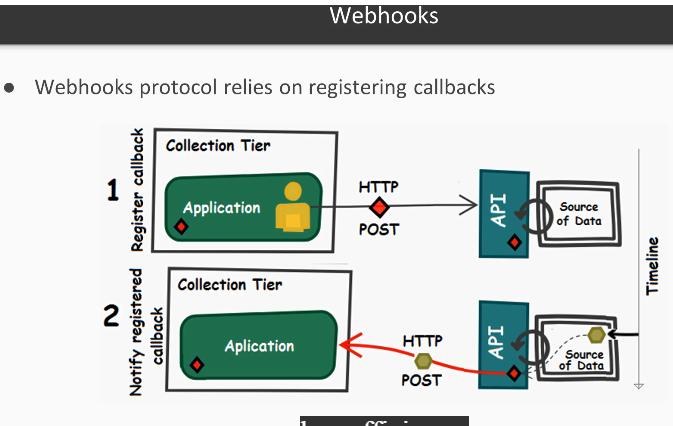 Webhooks
● Webhooks protocol relies on registering callbacks
1
Register callback
Collection Tier
Application
HTTP
POST
API
Source
of Data
Timeline
2
Notify registered
callback
Collection Tier
Aplication
HTTP
POST
API
Source
of Data